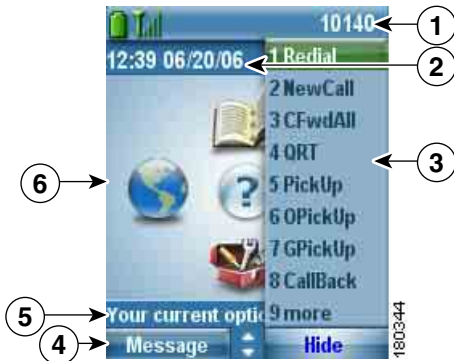 10140
1
12:39 06/20/06
2
1 Redial
2 NewCall
3 CFwdAll
4 QRT
3
5 PickUp
6
?
6 OPickUp
7 GPickUp
8 CallBack
5
Your current optio
9 more
4
Message
Hide
180344